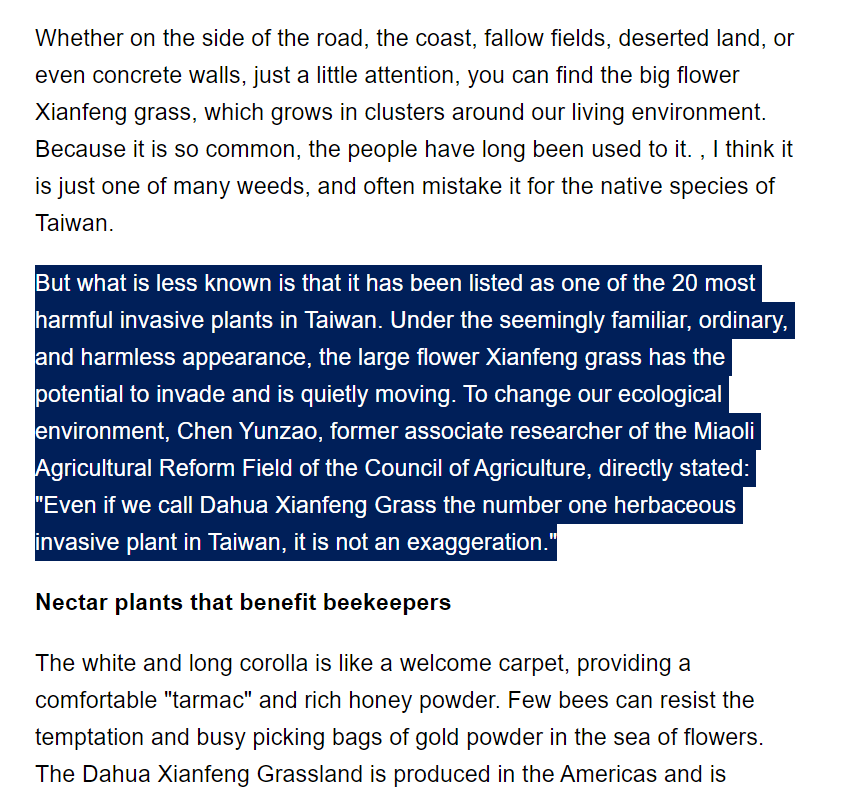 Whether on the side of the road, the coast, fallow fields, deserted land, or
even concrete walls, just a little attention, you can find the big flower
Xianfeng grass, which grows in clusters around our living environment.
Because it is so common, the people have long been used to it. , I think it
is just one of many weeds, and often mistake it for the native species of
Taiwan.
But what is less known is that it has been listed as one of the 20 most
harmful invasive plants in Taiwan. Under the seemingly familiar, ordinary,
and harmless appearance, the large flower Xianfeng grass has the
potential to invade and is quietly moving. To change our ecological
environment, Chen Yunzao, former associate researcher of the Miaoli
Agricultural Reform Field of the Council of Agriculture, directly stated:
"Even if we call Dahua Xianfeng Grass the number one herbaceous
invasive plant in Taiwan, it is not an exaggeration."
Nectar plants that benefit beekeepers
The white and long corolla is like a welcome carpet, providing a
comfortable "tarmac" and rich honey powder. Few bees can resist the
temptation and busy picking bags of gold powder in the sea of flowers.
The Dahua Xianfeng Grassland is produced in the Americas and is